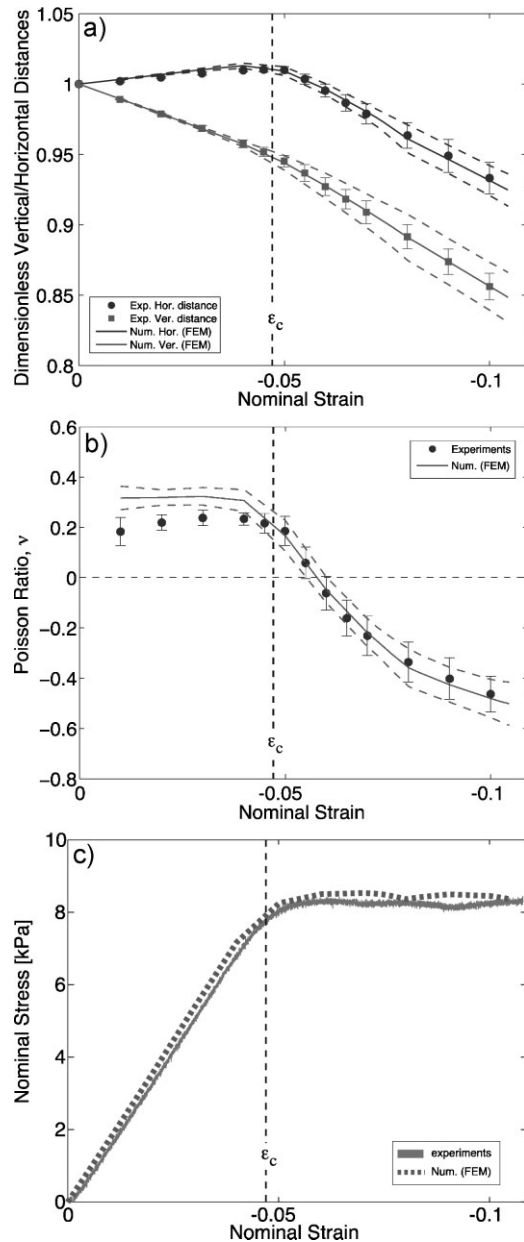 a)
Dimensionless Vertical/Horizontal Distances
1.05
1
0.95
0.9
0.85
0.8
Exp. Hor. distance
Exp. Ver. distance
Num. Hor. (FEM)
Num. Ver. (FEM)
εc
0
-0.05
-0.1
Nominal Strain
b)
Poisson Ratio, ν
0.6
0.4
0.2
0
−0.2
−0.4
−0.6
−0.8
Experiments
Num. (FEM)
εc
0
-0.05
-0.1
Nominal Strain
c)
Nominal Stress [kPa]
10
8
6
4
2
0
experiments
Num. (FEM)
εc
0
-0.05
-0.1
Nominal Strain